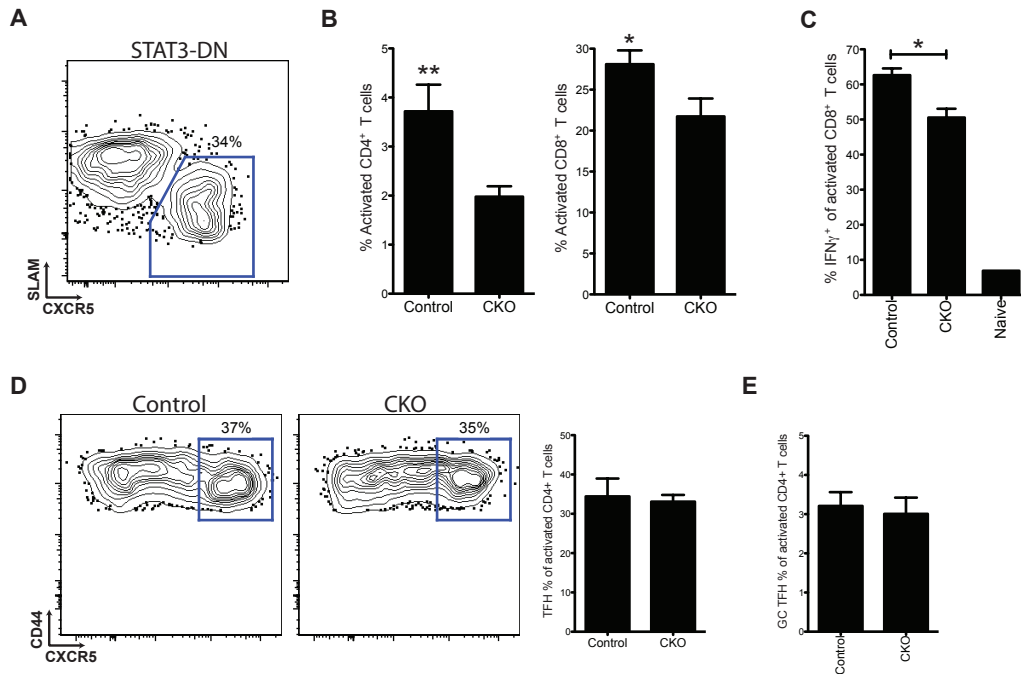 A
STAT3-DN
34%
SLAM
CXCR5
B
% Activated CD4+ T cells
5
4
3
2
1
0
**
Control
CKO
% Activated CD8+ T cells
30
25
20
15
10
5
0
*
Control
CKO
C
% IFNγ+ of activated CD8+ T cells
70
60
50
40
30
20
10
0
*
Control
CKO
Naive
D
Control
37%
CKO
35%
CD44
CXCR5
TFH % of activated CD4+ T cells
50
40
30
20
10
0
Control
CKO
E
GC TFH % of activated CD4+ T cells
5
4
3
2
1
0
Control
CKO